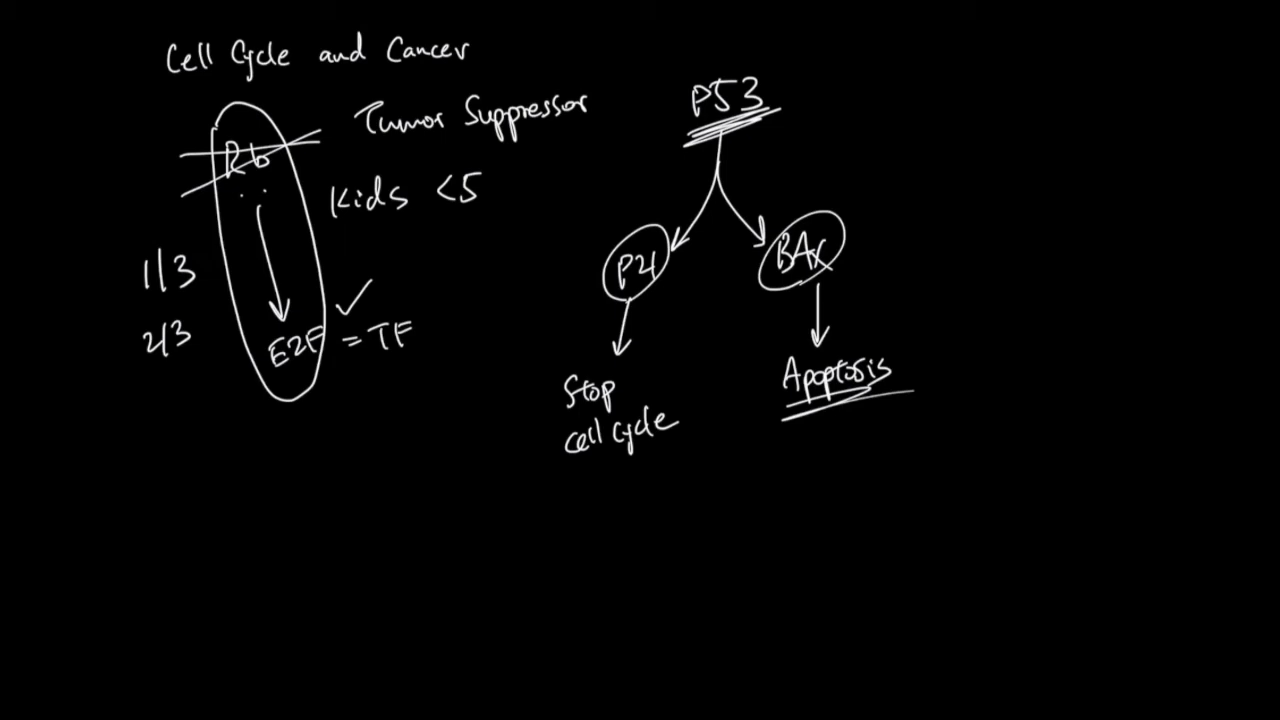 Cell Cycle and Cancer
Rb
Tumor Suppressor
Kids <5
1/3
2/3
E2F = TF
P53
P21
BAx
Stop
cell cycle
Apoptosis